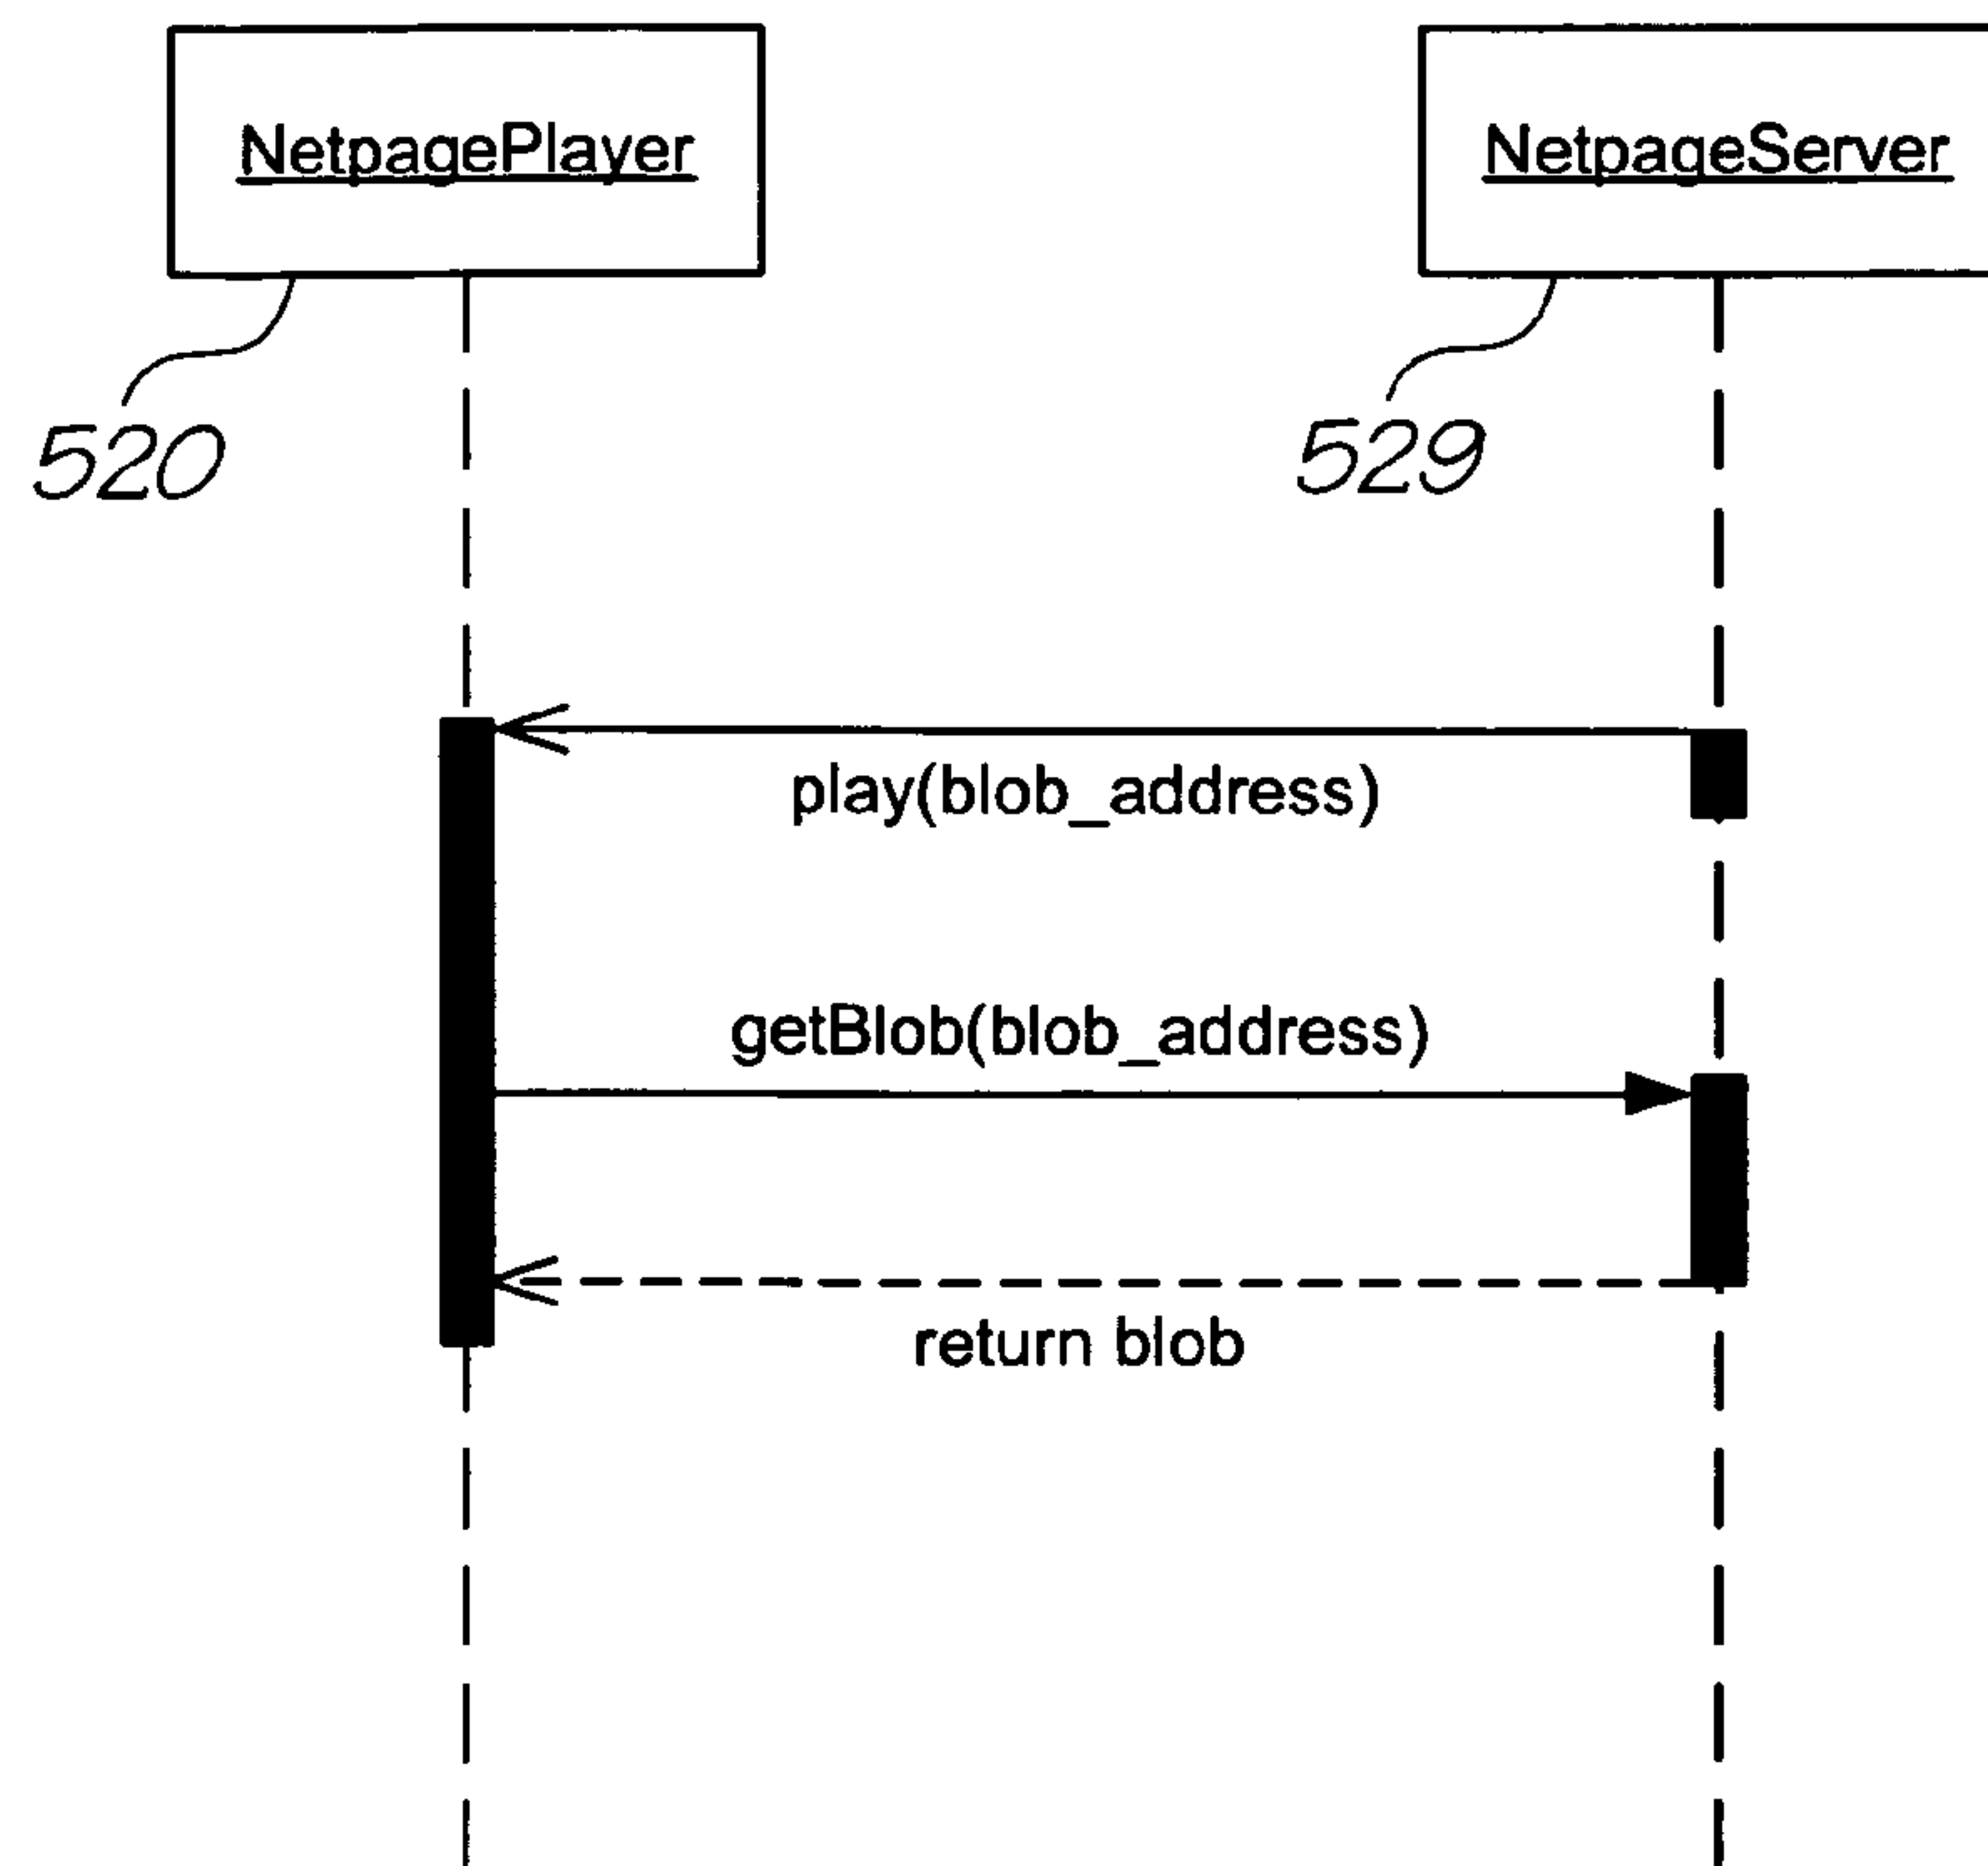 NetpagePlayer
NetpageServer
520
529
play(blob_address)
getBlob(blob_address)
return blob